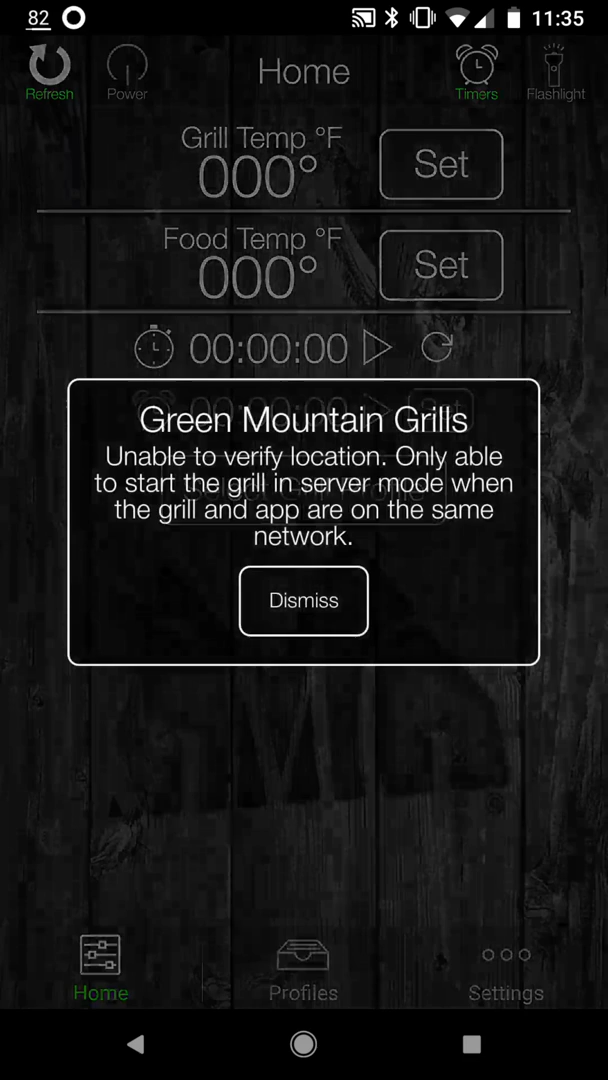 82 11:35
Refresh Power Home Timers Flashlight
Grill Temp °F
000° Set
Food Temp °F
000° Set
00:00:00
Green Mountain Grills
Unable to verify location. Only able
to start the grill in server mode when
the grill and app are on the same
network.
Dismiss
Home Profiles Settings